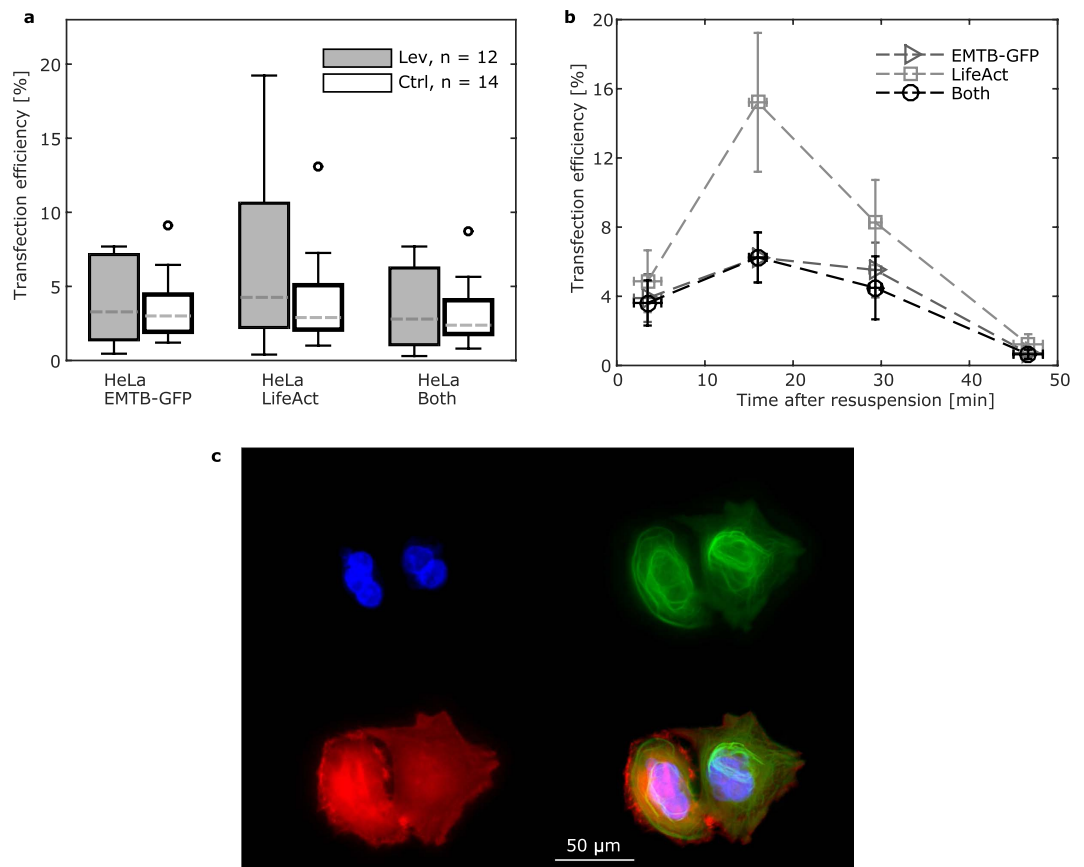 a
Transfection efficiency [%]
20
15
10
5
0
Lev, n = 12
Ctrl, n = 14
HeLa
EMTB-GFP
HeLa
LifeAct
HeLa
Both
b
Transfection efficiency [%]
20
16
12
8
4
0
EMTB-GFP
LifeAct
Both
0 10 20 30 40 50
Time after resuspension [min]
c
50 µm